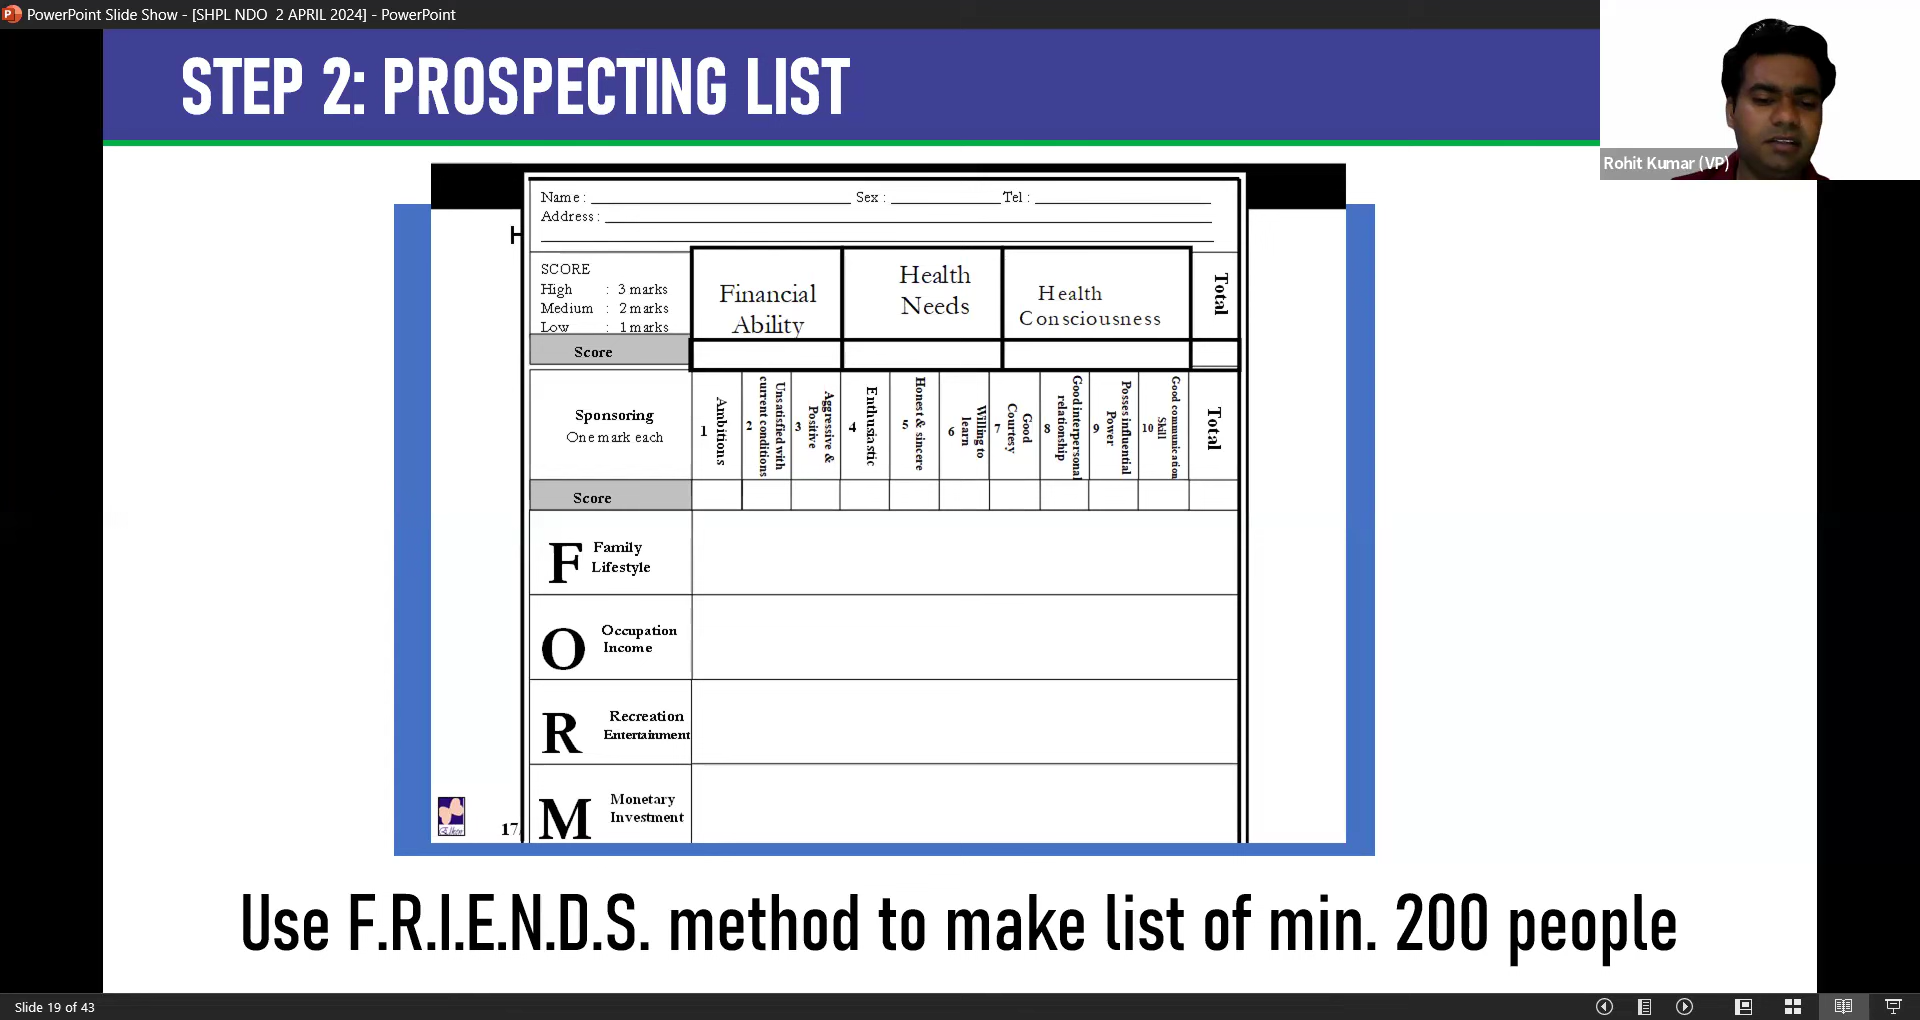 PowerPoint Slide Show - [SHPL NDO  2 APRIL 2024] - PowerPoint
STEP 2: PROSPECTING LIST
Rohit Kumar (VP)
Name : Sex : Tel :
Address :
H
SCORE
High : 3 marks
Medium : 2 marks
Low : 1 marks
Financial
Ability
Health
Needs
Health
Consciousness
Total
Score
Sponsoring
One mark each
1 Ambitions
2 Unsatisfied with
current conditions
3 Aggressive &
Positive
4 Enthusiastic
5 Honest & sincere
6 Willing to
learn
7 Good
Courtesy
8 Good interpersonal
relationship
9 Posses influential
Power
10 Good communication
Skill
Total
Score
F Family
Lifestyle
O Occupation
Income
R Recreation
Entertainment
M Monetary
Investment
17
Use F.R.I.E.N.D.S. method to make list of min. 200 people
Slide 19 of 43